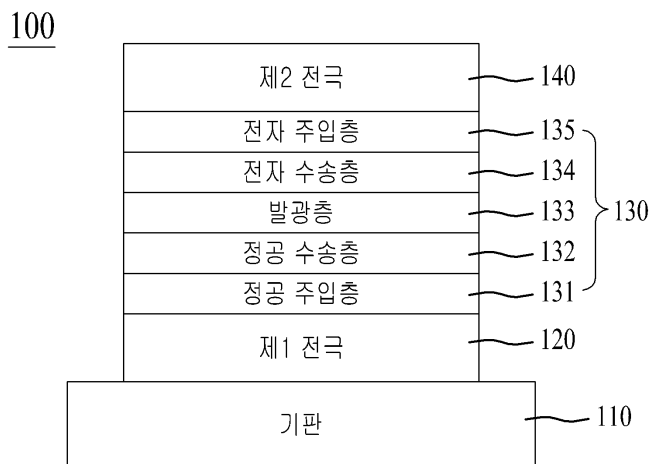 100
제2 전극 140
전자 주입층 135
전자 수송층 134
발광층 133
130
정공 수송층 132
정공 주입층 131
제1 전극 120
기판 110